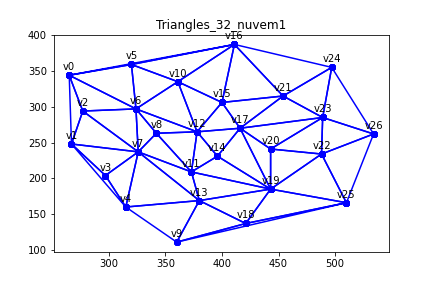 Triangles_32_nuvem1
400
350
300
250
200
150
100
300
350
400
450
500
v16
v5
v0
v24
v10
v21
v15
v2
v6
v23
v17
v12
v8
v26
v1
v7
v14
v20
v22
v3
v11
v19
v4
v13
v25
v18
v9